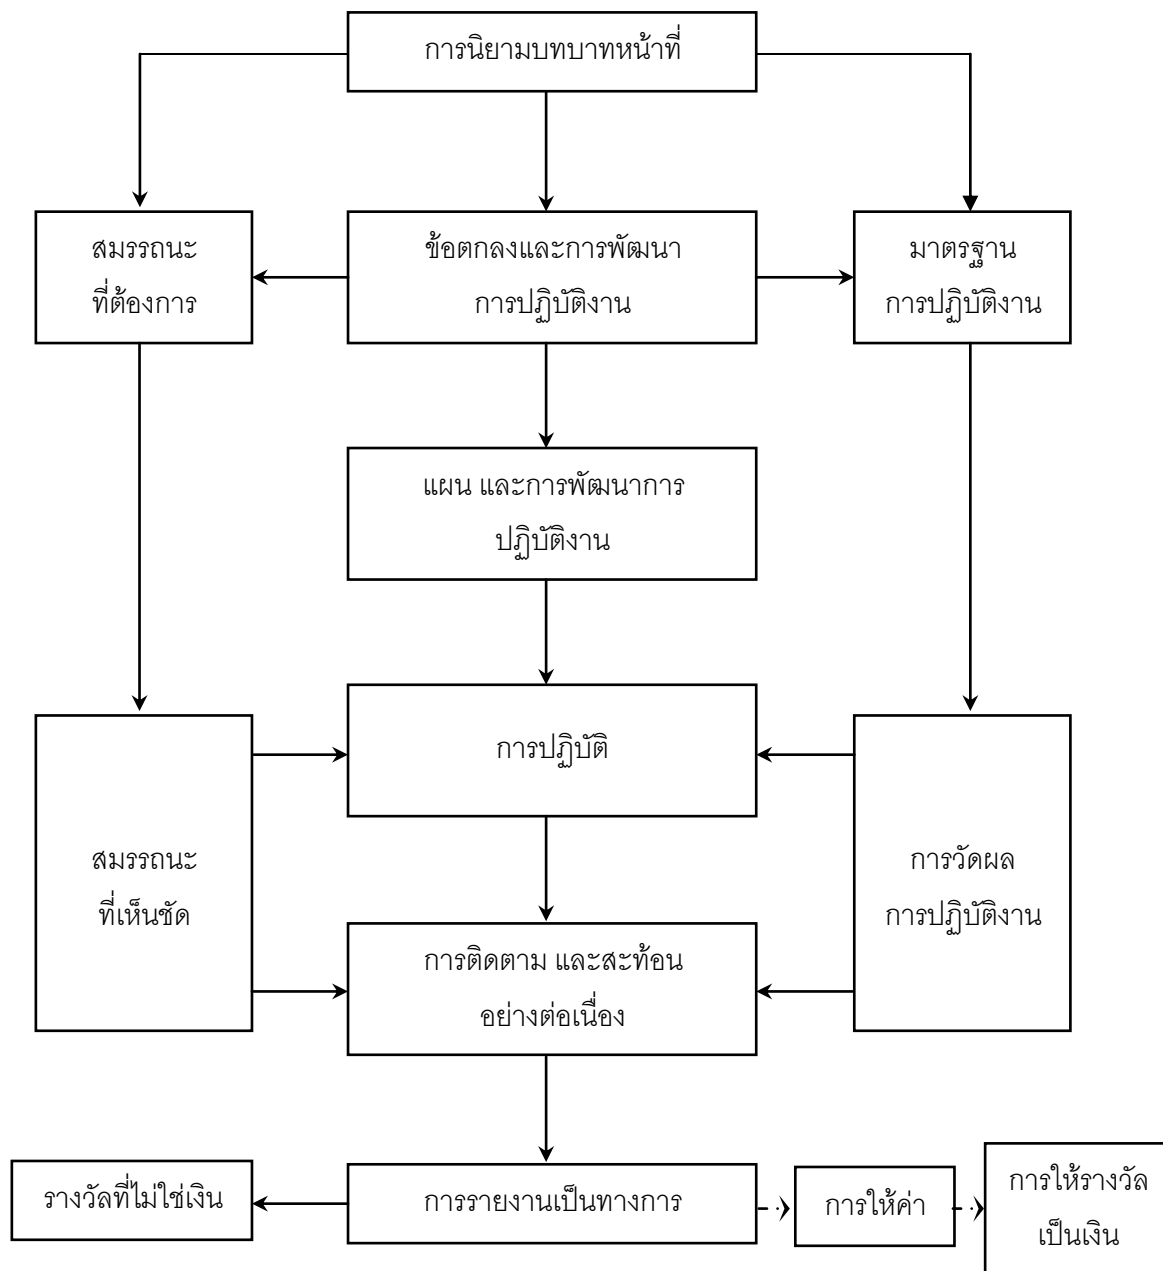 การนิยามบทบาทหน้าที่
สมรรถนะ
ที่ต้องการ
ข้อตกลงและการพัฒนา
การปฏิบัติงาน
มาตรฐาน
การปฏิบัติงาน
แผน และการพัฒนาการ
ปฏิบัติงาน
การปฏิบัติ
สมรรถนะ
ที่เห็นชัด
การวัดผล
การปฏิบัติงาน
การติดตาม และสะท้อน
อย่างต่อเนื่อง
รางวัลที่ไม่ใช่เงิน
การรายงานเป็นทางการ
การให้ค่า
การให้รางวัล
เป็นเงิน